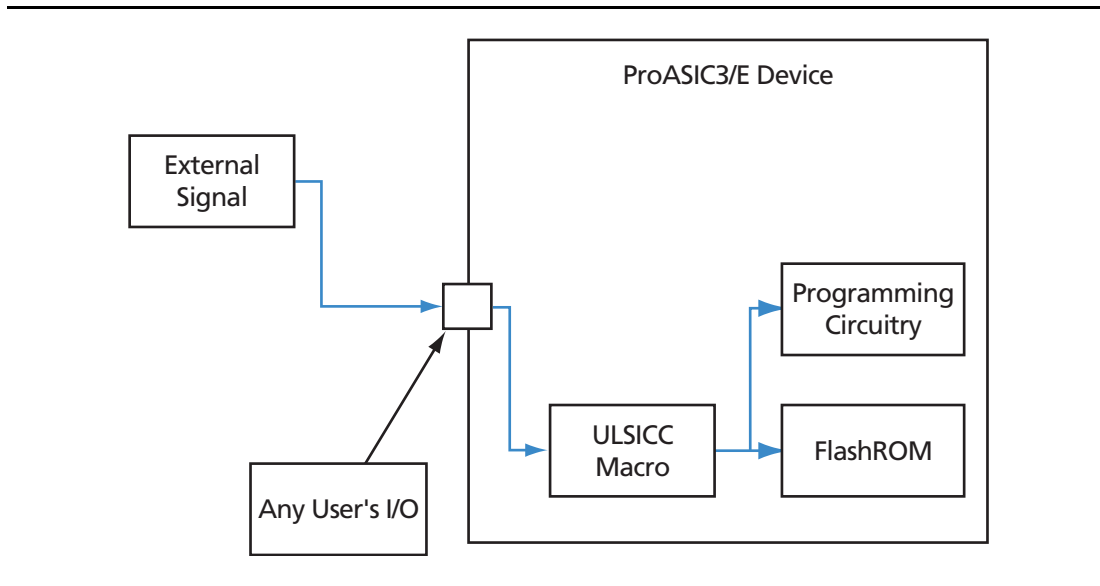 ProASIC3/E Device
External
Signal
Programming
Circuitry
ULSICC
Macro
FlashROM
Any User's I/O